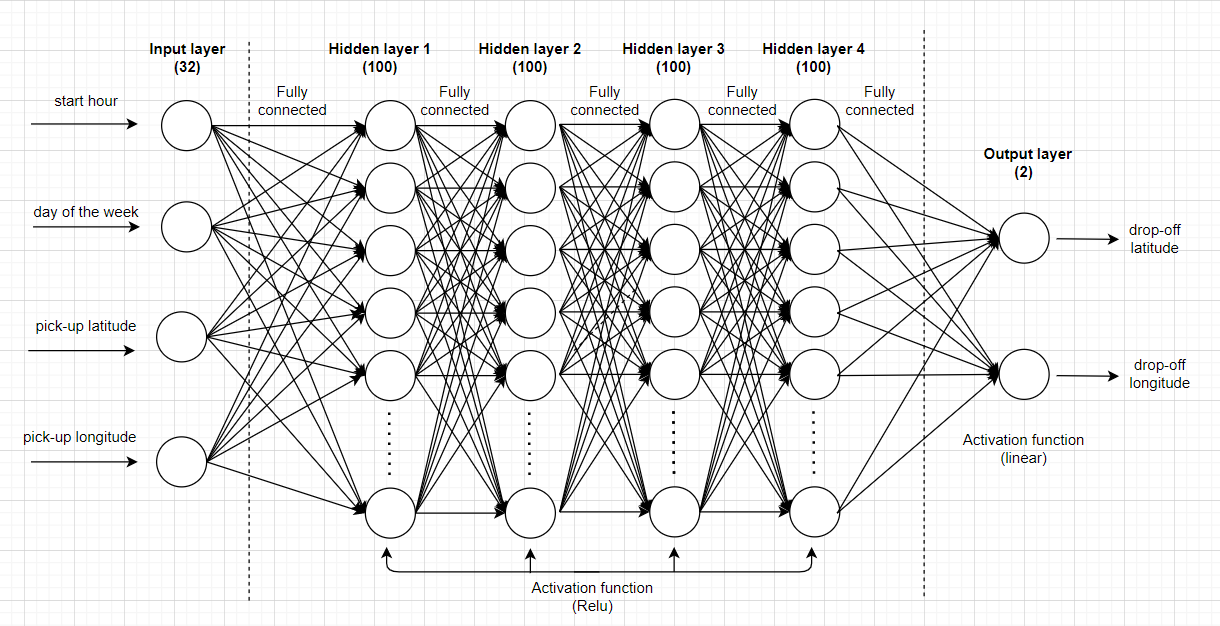 Input layer
(32)
Hidden layer 1
(100)
Hidden layer 2
(100)
Hidden layer 3
(100)
Hidden layer 4
(100)
Fully
connected
Fully
connected
Fully
connected
Fully
connected
Fully
connected
start hour
day of the week
pick-up latitude
pick-up longitude
Output layer
(2)
drop-off
latitude
drop-off
longitude
Activation function
(linear)
Activation function
(Relu)